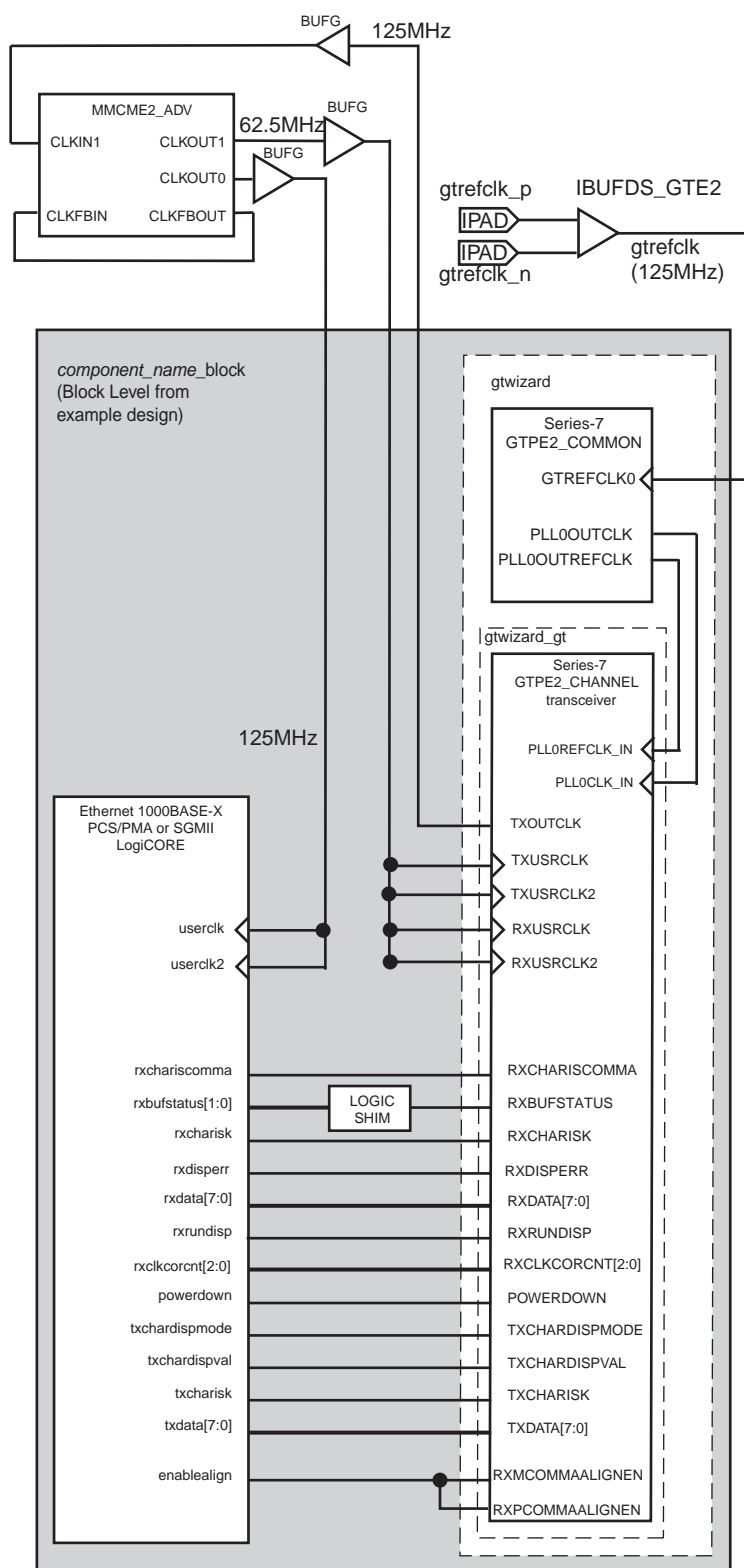 BUFG
125MHz
MMCME2_ADV
CLKIN1
CLKOUT1
62.5MHz
BUFG
CLKOUT0
BUFG
CLKFBIN
CLKFBOUT
gtrefclk_p
IBUFDS_GTE2
IPAD
IPAD
gtrefclk_n
gtrefclk
(125MHz)
component_name_block
(Block Level from
example design)
gtwizard
Series-7
GTPE2_COMMON
GTREFCLK0
PLL0OUTCLK
PLL0OUTREFCLK
gtwizard_gt
Series-7
GTPE2_CHANNEL
transceiver
125MHz
PLL0REFCLK_IN
PLL0CLK_IN
Ethernet 1000BASE-X
PCS/PMA or SGMII
LogiCORE
TXOUTCLK
TXUSRCLK
TXUSRCLK2
userclk
RXUSRCLK
userclk2
RXUSRCLK2
rxchariscomma
RXCHARISCOMMA
rxbufstatus[1:0]
LOGIC
SHIM
RXBUFSTATUS
rxcharisk
RXCHARISK
rxdisperr
RXDISPERR
rxdata[7:0]
RXDATA[7:0]
rxrundisp
RXRUNDISP
rxclkcorcnt[2:0]
RXCLKCORCNT[2:0]
powerdown
POWERDOWN
txchardispmode
TXCHARDISPMODE
txchardispval
TXCHARDISPVAL
txcharisk
TXCHARISK
txdata[7:0]
TXDATA[7:0]
enablealign
RXMCOMMAALIGNEN
RXPCOMMAALIGNEN